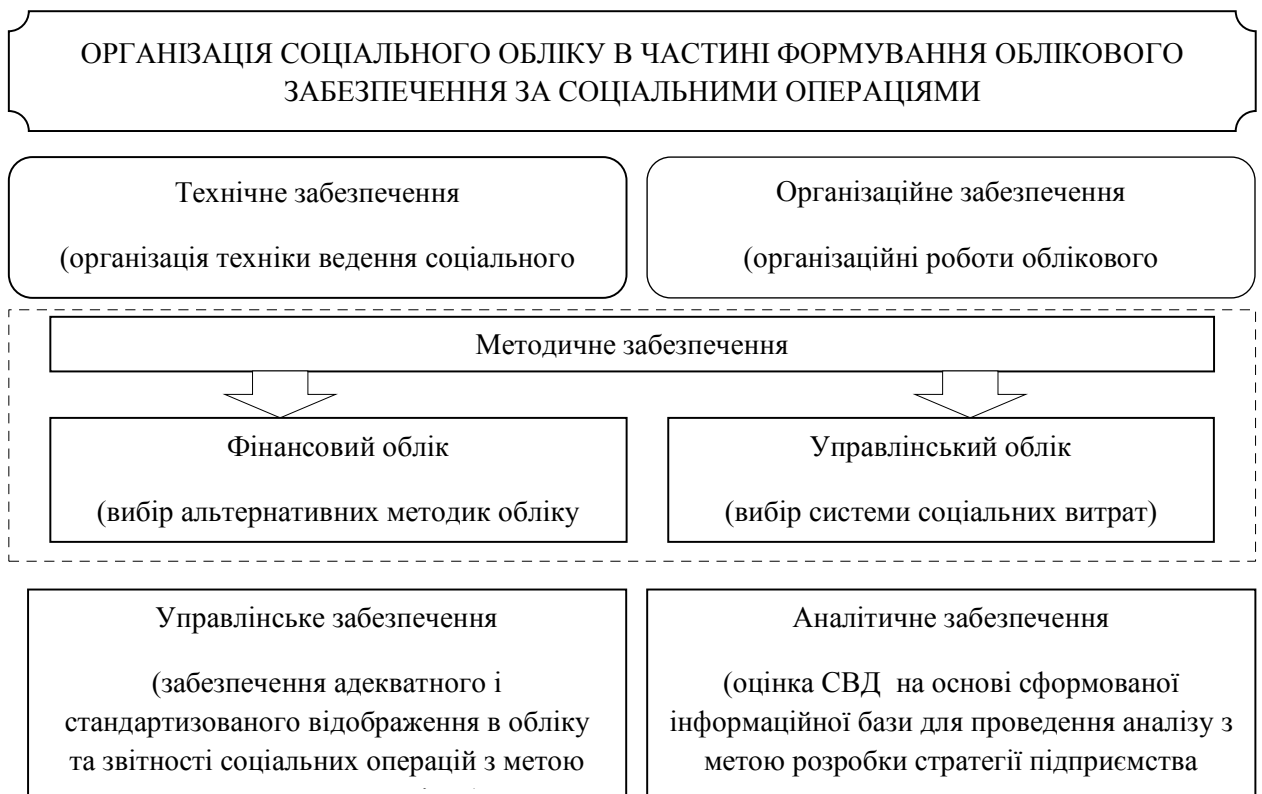 ОРГАНІЗАЦІЯ СОЦІАЛЬНОГО ОБЛІКУ В ЧАСТИНІ ФОРМУВАННЯ ОБЛІКОВОГО
ЗАБЕЗПЕЧЕННЯ ЗА СОЦІАЛЬНИМИ ОПЕРАЦІЯМИ
Технічне забезпечення
(організація техніки ведення соціального
Організаційне забезпечення
(організаційні роботи облікового
Методичне забезпечення
Фінансовий облік
(вибір альтернативних методик обліку
Управлінський облік
(вибір системи соціальних витрат)
Управлінське забезпечення
(забезпечення адекватного і
стандартизованого відображення в обліку
та звітності соціальних операцій з метою
Аналітичне забезпечення
(оцінка СВД на основі сформованої
інформаційної бази для проведення аналізу з
метою розробки стратегії підприємства